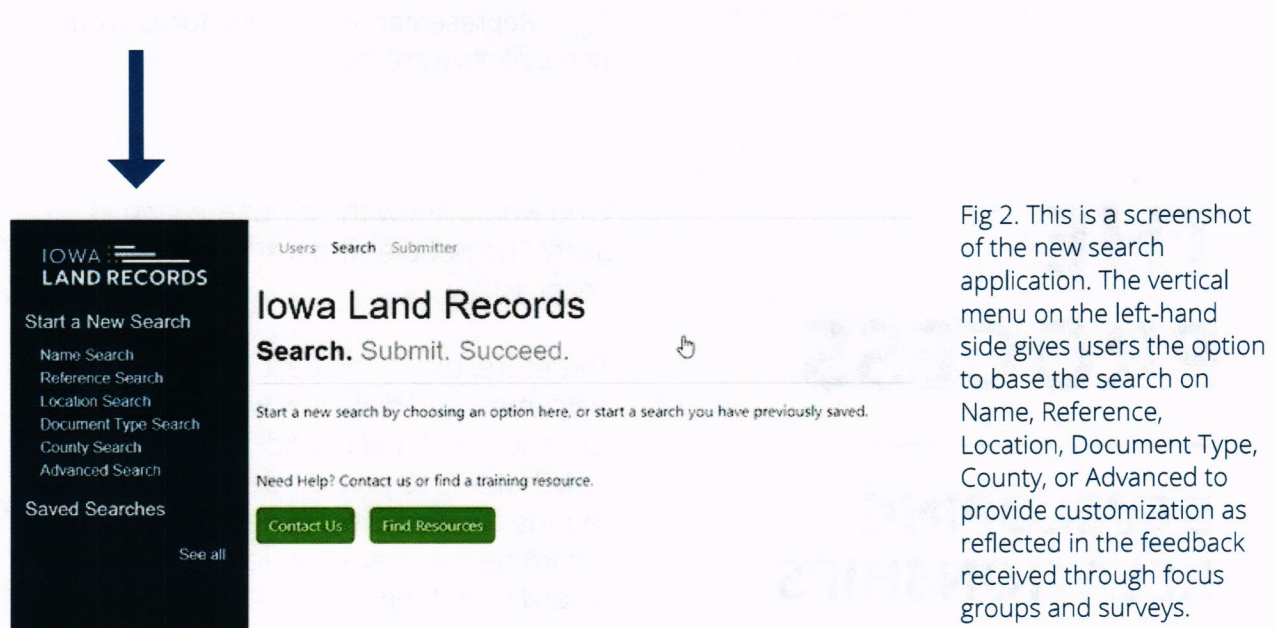 IOWA
LAND RECORDS
Start a New Search
Name Search
Reference Search
Location Search
Document Type Search
County Search
Advanced Search
Saved Searches
See all
Users Search Submitter
Iowa Land Records
Search. Submit. Succeed.
Start a new search by choosing an option here, or start a search you have previously saved.
Need Help? Contact us or find a training resource.
Contact Us Find Resources
Fig 2. This is a screenshot
of the new search
application. The vertical
menu on the left-hand
side gives users the option
to base the search on
Name, Reference,
Location, Document Type,
County, or Advanced to
provide customization as
reflected in the feedback
received through focus
groups and surveys.